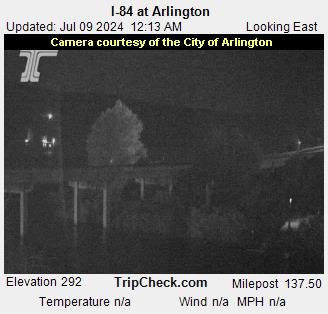 I-84 at Arlington
Updated: Jul 09 2024 12:13 AM Looking East
Camera courtesy of the City of Arlington
Elevation 292 TripCheck.com Milepost 137.50
Temperature n/a Wind n/a MPH n/a